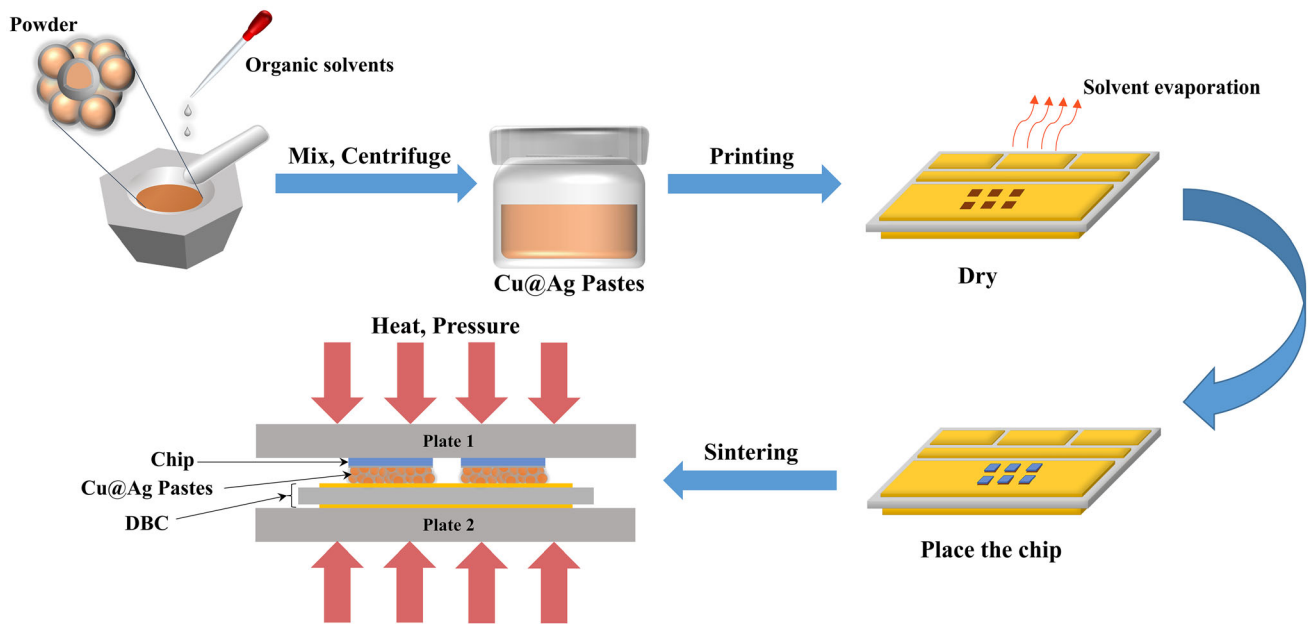 Powder
Organic solvents
Mix, Centrifuge
Cu@Ag Pastes
Printing
Solvent evaporation
Dry
Place the chip
Sintering
Heat, Pressure
Plate 1
Chip
Cu@Ag Pastes
DBC
Plate 2